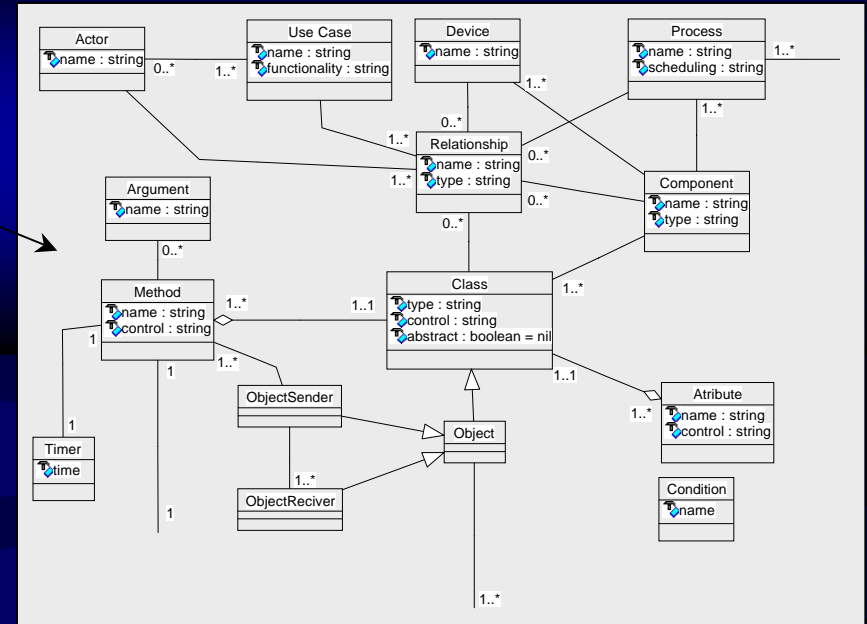 Actor
name : string
0..*
1..*
Use Case
name : string
functionality : string
Device
name : string
1..*
Process
name : string
scheduling : string
1..*
1..*
0..*
1..*
1..*
Relationship
name : string
type : string
0..*
0..*
0..*
Component
name : string
type : string
Argument
name : string
0..*
Method
name : string
control : string
1..*
1..1
Class
type : string
control : string
abstract : boolean = nil
1..*
1
1..*
1
1..1
1..*
Atribute
name : string
control : string
ObjectSender
Object
1
Timer
time
1..*
ObjectReciver
Condition
name
1
1..*